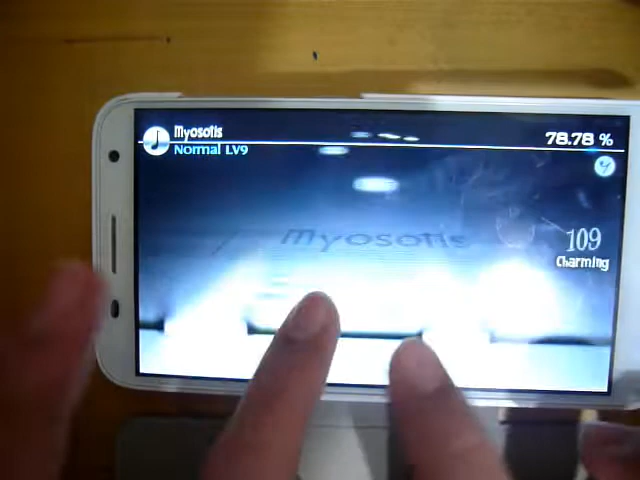 Myosotis
Normal LV9
78.78 %
myosotis
109
Charming